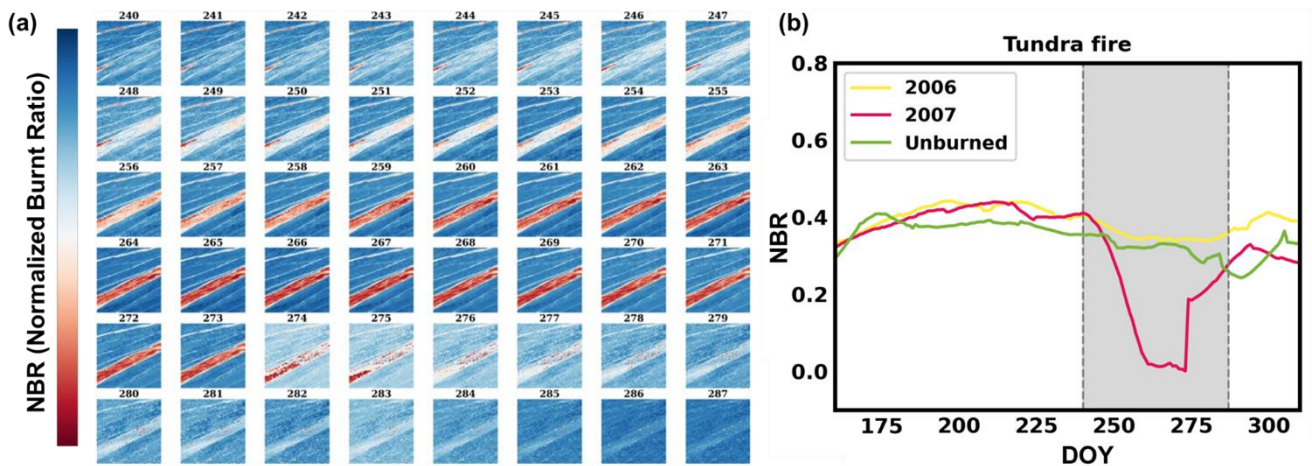 (a)
NBR (Normalized Burnt Ratio)
240 241 242 243 244 245 246 247
248 249 250 251 252 253 254 255
256 257 258 259 260 261 262 263
264 265 266 267 268 269 270 271
272 273 274 275 276 277 278 279
280 281 282 283 284 285 286 287
(b)
Tundra fire
2006
2007
Unburned
NBR
0.8
0.6
0.4
0.2
0.0
175 200 225 250 275 300
DOY